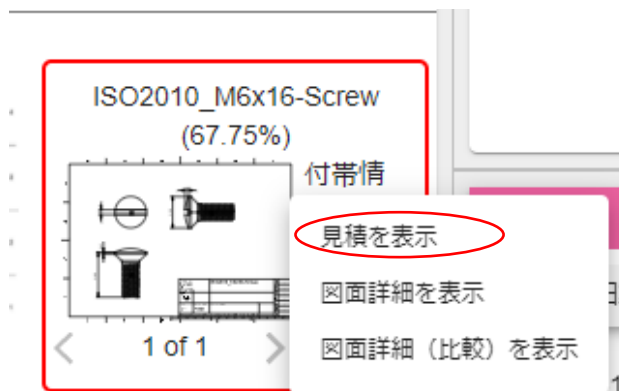 ISO2010_M6x16-Screw
(67.75%)
付帯情
見積を表示
図面詳細を表示
図面詳細（比較）を表示
1 of 1